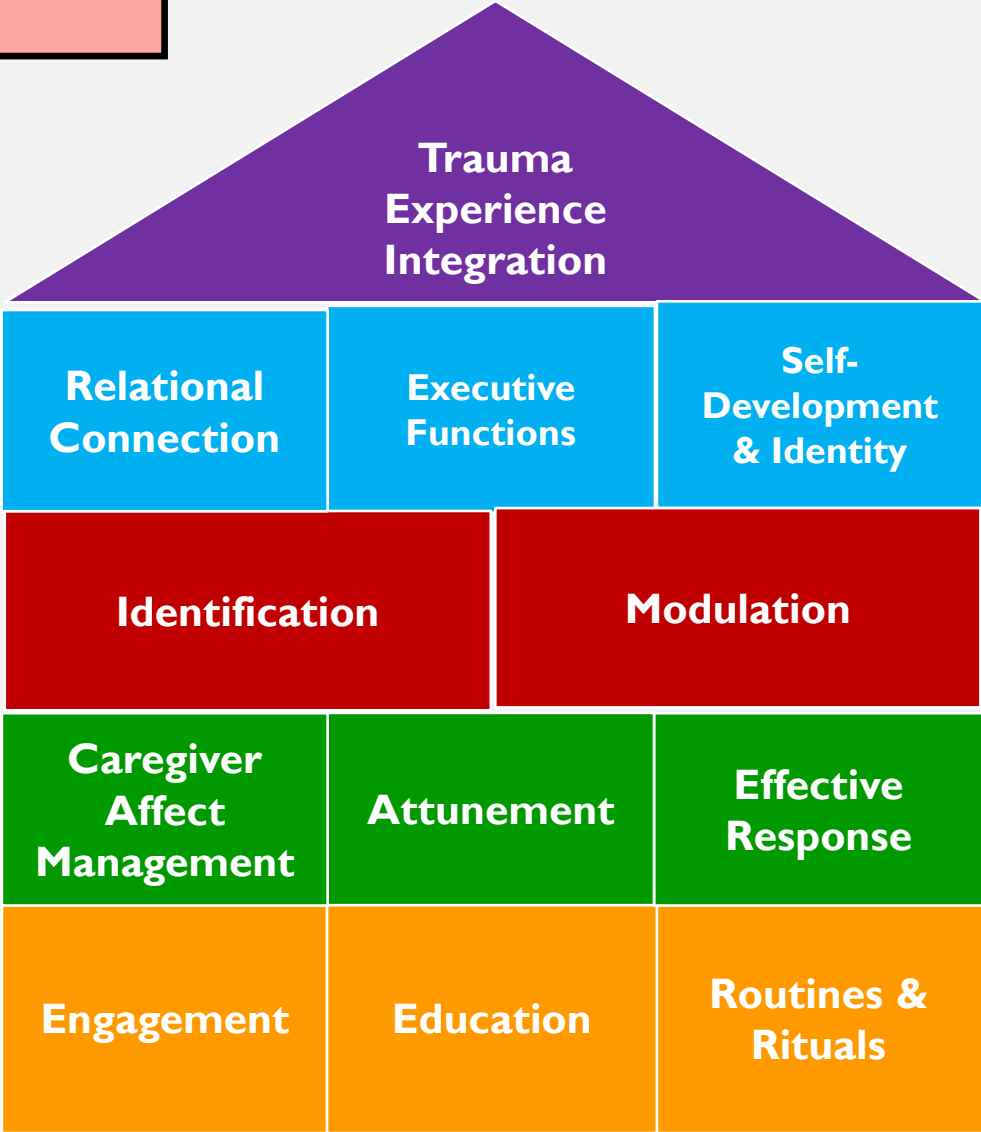 Trauma
Experience
Integration
Relational
Connection
Executive
Functions
Self-
Development
& Identity
Identification
Modulation
Caregiver
Affect
Management
Attunement
Effective
Response
Engagement
Education
Routines &
Rituals